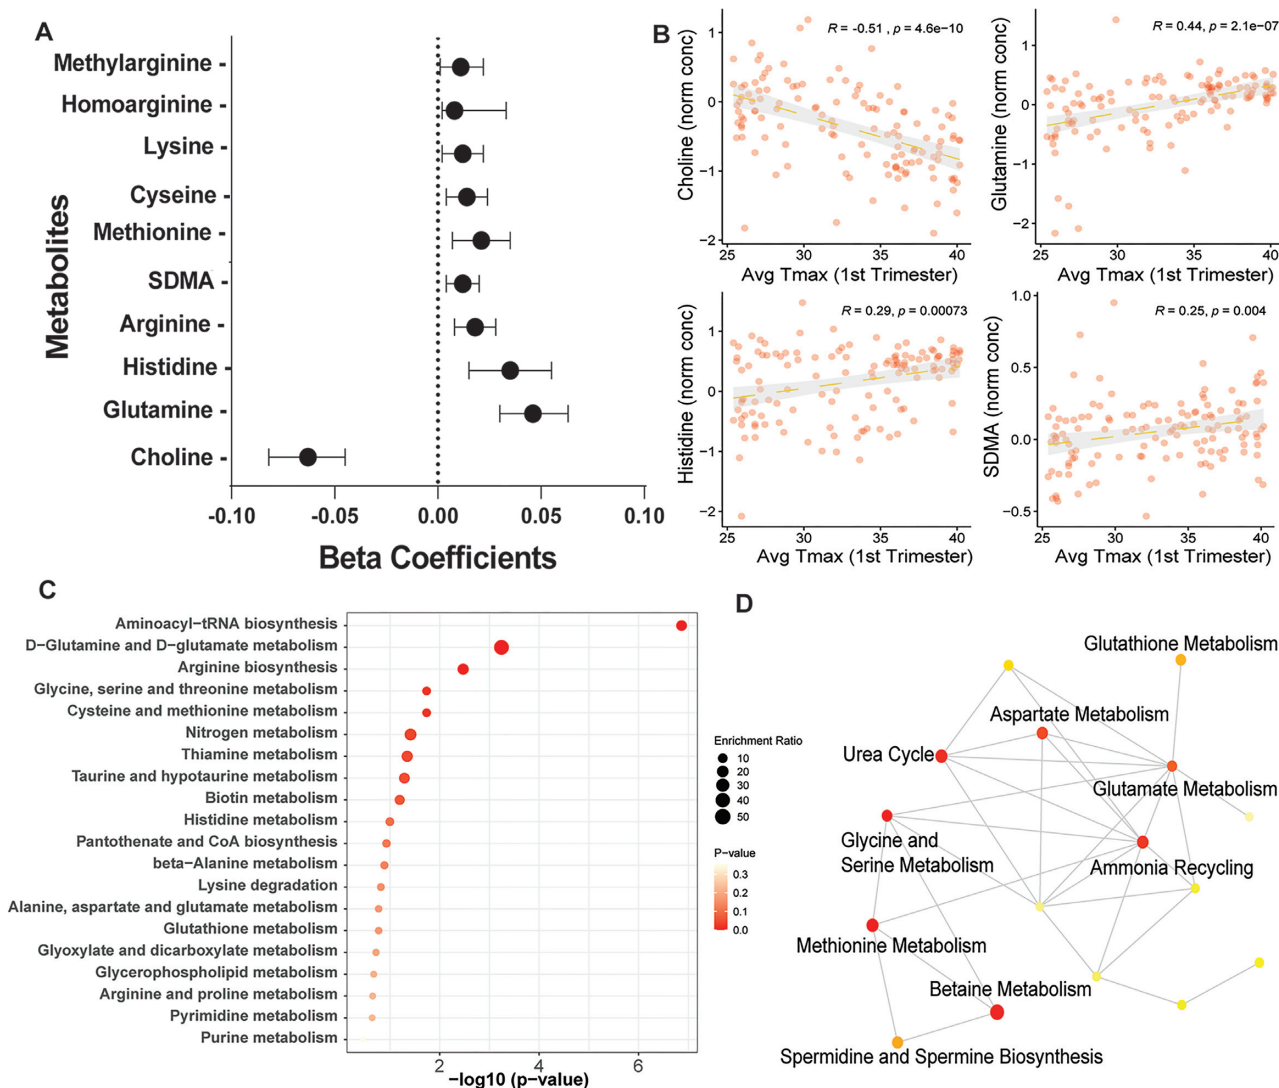 A
Metabolites
Methylarginine
Homoarginine
Lysine
Cyseine
Methionine
SDMA
Arginine
Histidine
Glutamine
Choline
-0.10 -0.05 0.00 0.05 0.10
Beta Coefficients
B
Choline (norm conc)
R = -0.51 , p = 4.6e-10
1
0
−1
−2
25 30 35 40
Avg Tmax (1st Trimester)
Glutamine (norm conc)
R = 0.44, p = 2.1e-07
1
0
−1
−2
25 30 35 40
Avg Tmax (1st Trimester)
Histidine (norm conc)
R = 0.29, p = 0.00073
1
0
−1
−2
25 30 35 40
Avg Tmax (1st Trimester)
SDMA (norm conc)
R = 0.25, p = 0.004
1.0
0.5
0.0
−0.5
25 30 35 40
Avg Tmax (1st Trimester)
C
Aminoacyl−tRNA biosynthesis
D-Glutamine and D-glutamate metabolism
Arginine biosynthesis
Glycine, serine and threonine metabolism
Cysteine and methionine metabolism
Nitrogen metabolism
Thiamine metabolism
Taurine and hypotaurine metabolism
Biotin metabolism
Histidine metabolism
Pantothenate and CoA biosynthesis
beta−Alanine metabolism
Lysine degradation
Alanine, aspartate and glutamate metabolism
Glutathione metabolism
Glyoxylate and dicarboxylate metabolism
Glycerophospholipid metabolism
Arginine and proline metabolism
Pyrimidine metabolism
Purine metabolism
2 4 6
−log10 (p−value)
Enrichment Ratio
10
20
30
40
50
P−value
0.3
0.2
0.1
0.0
D
Glutathione Metabolism
Aspartate Metabolism
Urea Cycle
Glutamate Metabolism
Glycine and
Serine Metabolism
Ammonia Recycling
Methionine Metabolism
Betaine Metabolism
Spermidine and Spermine Biosynthesis